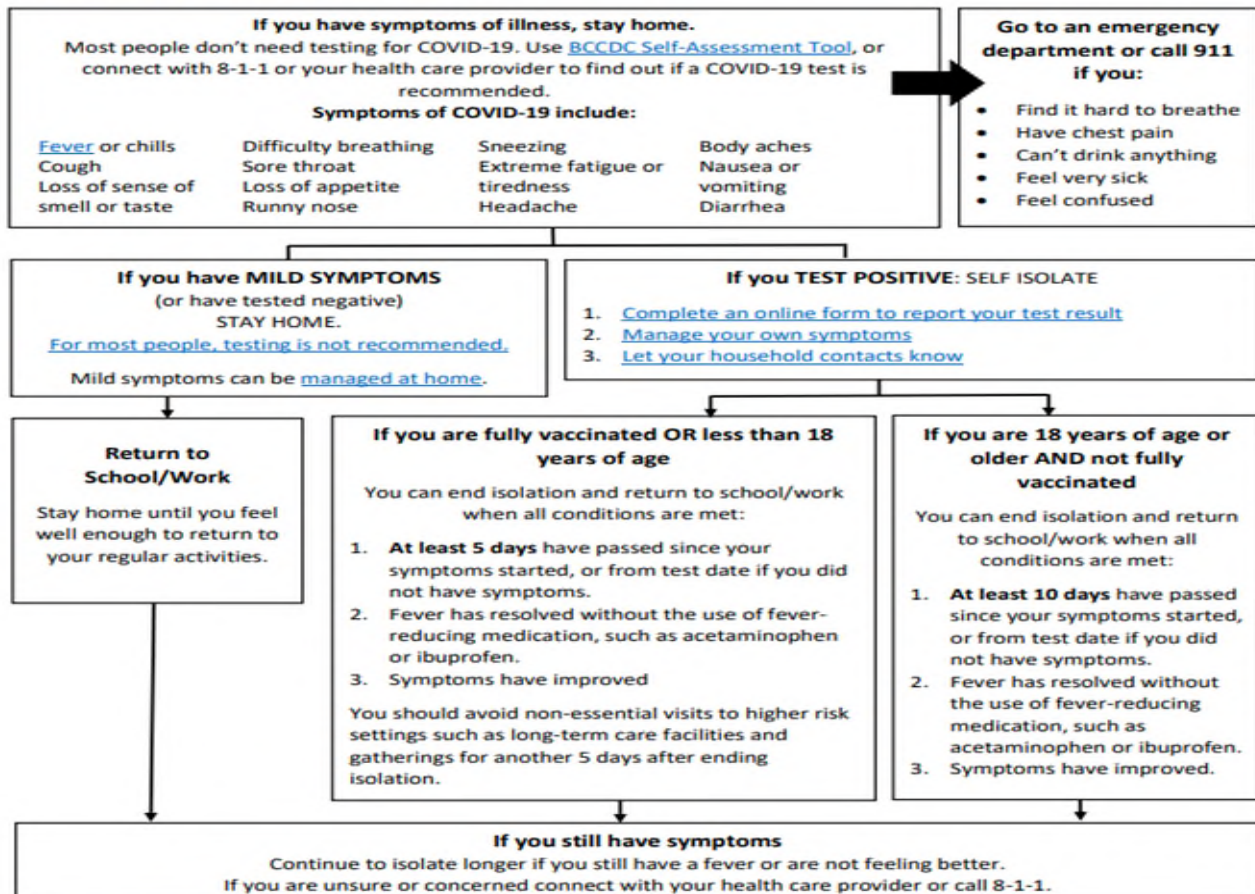 If you have symptoms of illness, stay home.
Most people don't need testing for COVID-19. Use BCCDC Self-Assessment Tool, or
connect with 8-1-1 or your health care provider to find out if a COVID-19 test is
recommended.
Symptoms of COVID-19 include:
Fever or chills
Cough
Loss of sense of
smell or taste
Difficulty breathing
Sore throat
Loss of appetite
Runny nose
Sneezing
Extreme fatigue or
tiredness
Headache
Body aches
Nausea or
vomiting
Diarrhea
Go to an emergency
department or call 911
if you:
• Find it hard to breathe
• Have chest pain
• Can't drink anything
• Feel very sick
• Feel confused
If you have MILD SYMPTOMS
(or have tested negative)
STAY HOME.
For most people, testing is not recommended.
Mild symptoms can be managed at home.
If you TEST POSITIVE: SELF ISOLATE
1. Complete an online form to report your test result
2. Manage your own symptoms
3. Let your household contacts know
Return to
School/Work
Stay home until you feel
well enough to return to
your regular activities.
If you are fully vaccinated OR less than 18
years of age
You can end isolation and return to school/work
when all conditions are met:
1. At least 5 days have passed since your
symptoms started, or from test date if you did
not have symptoms.
2. Fever has resolved without the use of fever-
reducing medication, such as acetaminophen
or ibuprofen.
3. Symptoms have improved
You should avoid non-essential visits to higher risk
settings such as long-term care facilities and
gatherings for another 5 days after ending
isolation.
If you are 18 years of age or
older AND not fully
vaccinated
You can end isolation and return
to school/work when all
conditions are met:
1. At least 10 days have passed
since your symptoms started,
or from test date if you did
not have symptoms.
2. Fever has resolved without
the use of fever-reducing
medication, such as
acetaminophen or ibuprofen.
3. Symptoms have improved.
If you still have symptoms
Continue to isolate longer if you still have a fever or are not feeling better.
If you are unsure or concerned connect with your health care provider or call 8-1-1.